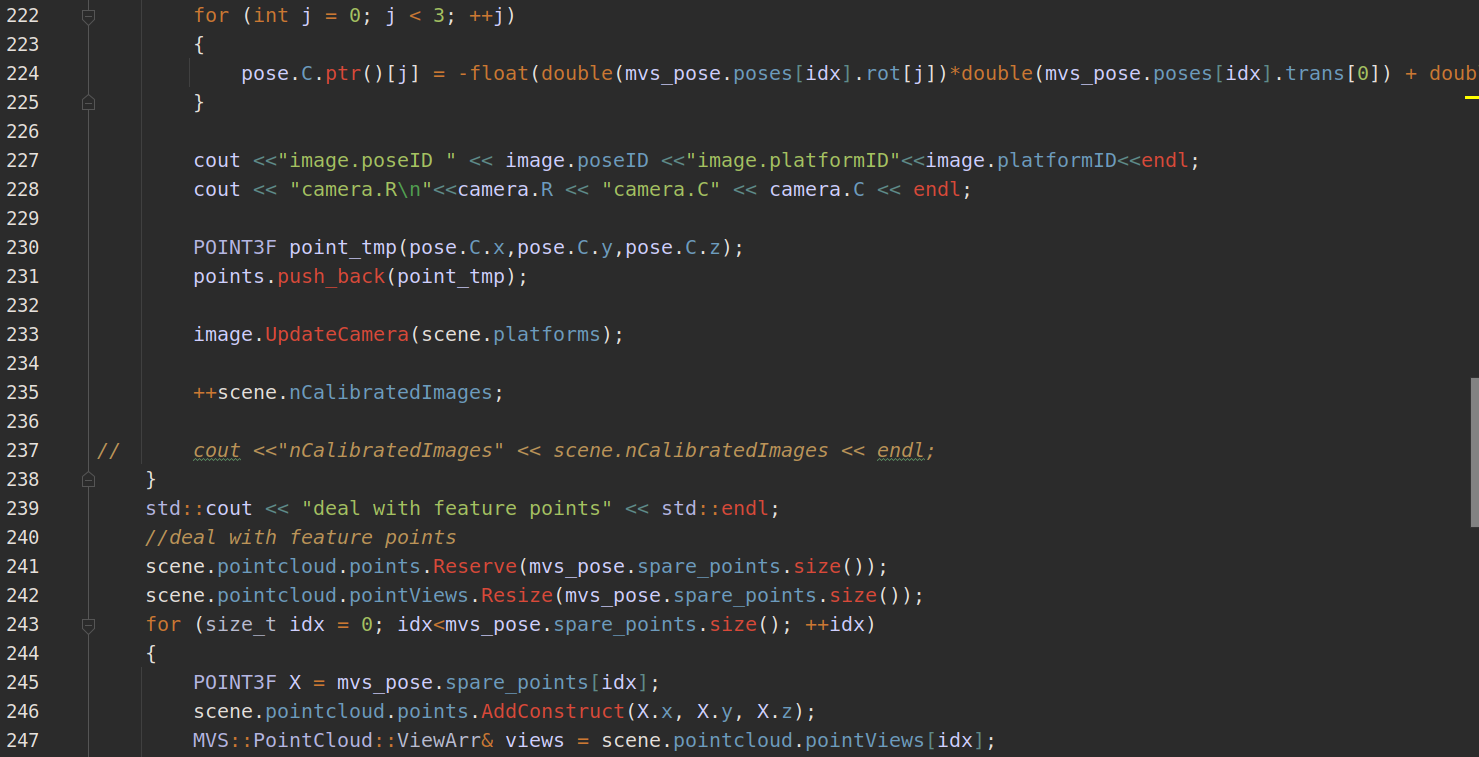 222 for (int j = 0; j < 3; ++j)
223 {
224 pose.C.ptr()[j] = -float(double(mvs_pose.poses[idx].rot[j])*double(mvs_pose.poses[idx].trans[0]) + doub
225 }
226
227 cout <<"image.poseID " << image.poseID <<"image.platformID"<<image.platformID<<endl;
228 cout << "camera.R\n"<<camera.R << "camera.C" << camera.C << endl;
229
230 POINT3F point_tmp(pose.C.x,pose.C.y,pose.C.z);
231 points.push_back(point_tmp);
232
233 image.UpdateCamera(scene.platforms);
234
235 ++scene.nCalibratedImages;
236
237 // cout <<"nCalibratedImages" << scene.nCalibratedImages << endl;
238 }
239 std::cout << "deal with feature points" << std::endl;
240 //deal with feature points
241 scene.pointcloud.points.Reserve(mvs_pose.spare_points.size());
242 scene.pointcloud.pointViews.Resize(mvs_pose.spare_points.size());
243 for (size_t idx = 0; idx<mvs_pose.spare_points.size(); ++idx)
244 {
245 POINT3F X = mvs_pose.spare_points[idx];
246 scene.pointcloud.points.AddConstruct(X.x, X.y, X.z);
247 MVS::PointCloud::ViewArr& views = scene.pointcloud.pointViews[idx];